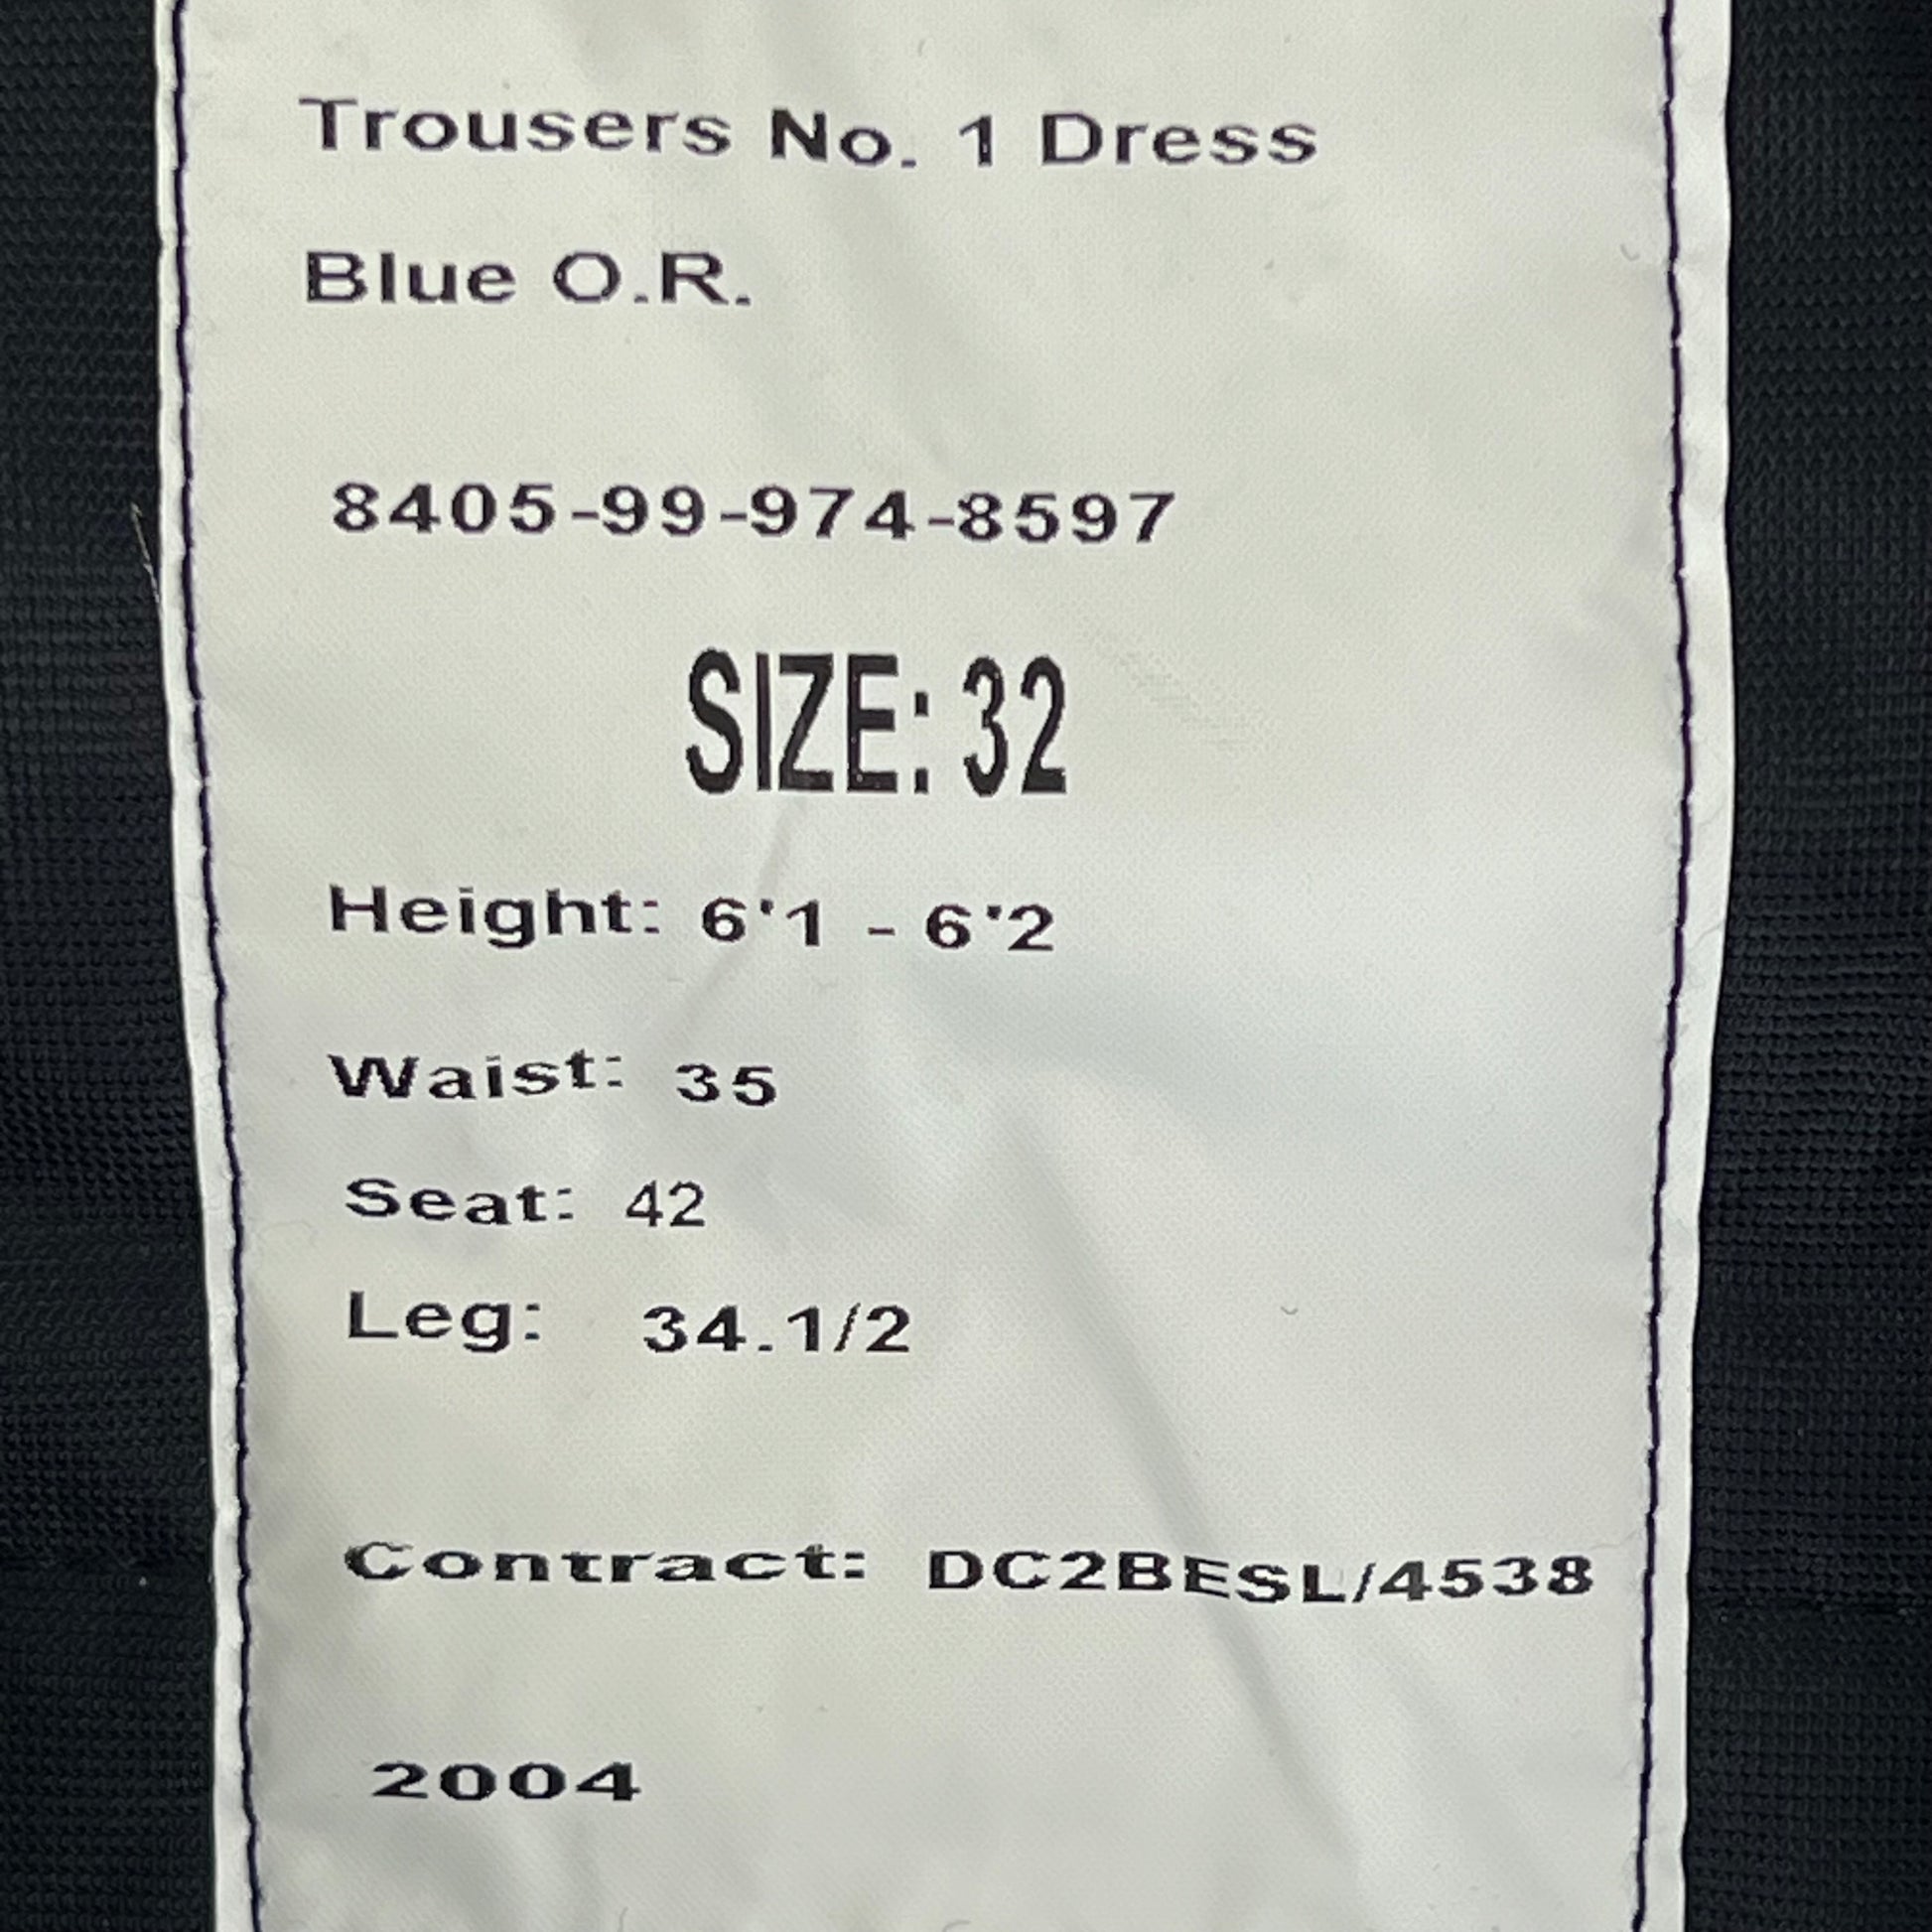 Trousers No. 1 Dress
Blue O.R.
8405-99-974-8597
SIZE: 32
Height: 6'1 - 6'2
Waist: 35
Seat: 42
Leg: 34.1/2
Contract: DC2BESL/4538
2004